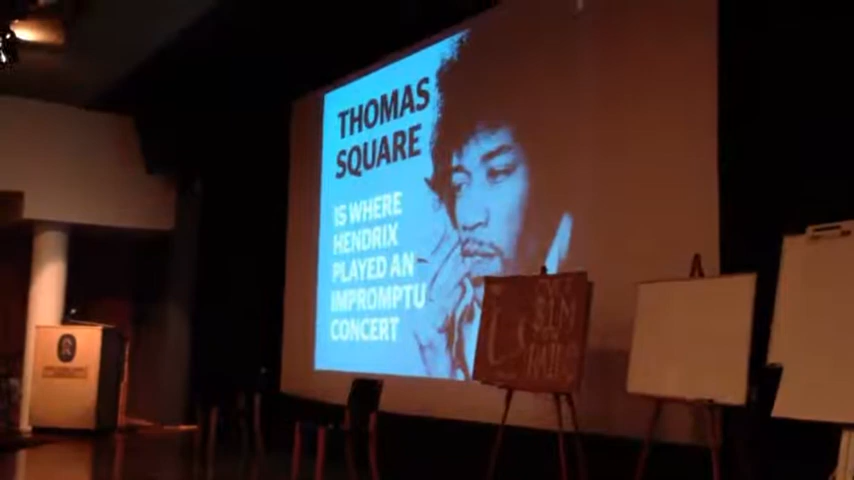 THOMAS
SQUARE
IS WHERE
HENDRIX
PLAYED AN
IMPROMPTU
CONCERT